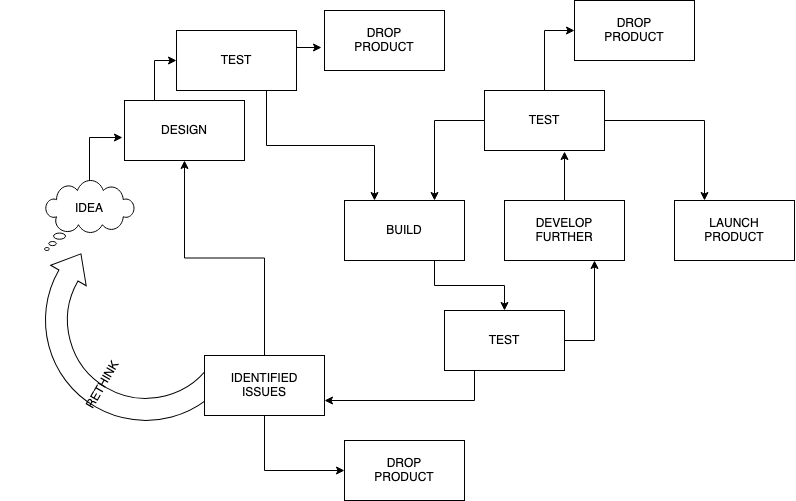 DROP
PRODUCT
DROP
PRODUCT
TEST
TEST
DESIGN
IDEA
BUILD
DEVELOP
FURTHER
LAUNCH
PRODUCT
TEST
RETHINK
IDENTIFIED
ISSUES
DROP
PRODUCT